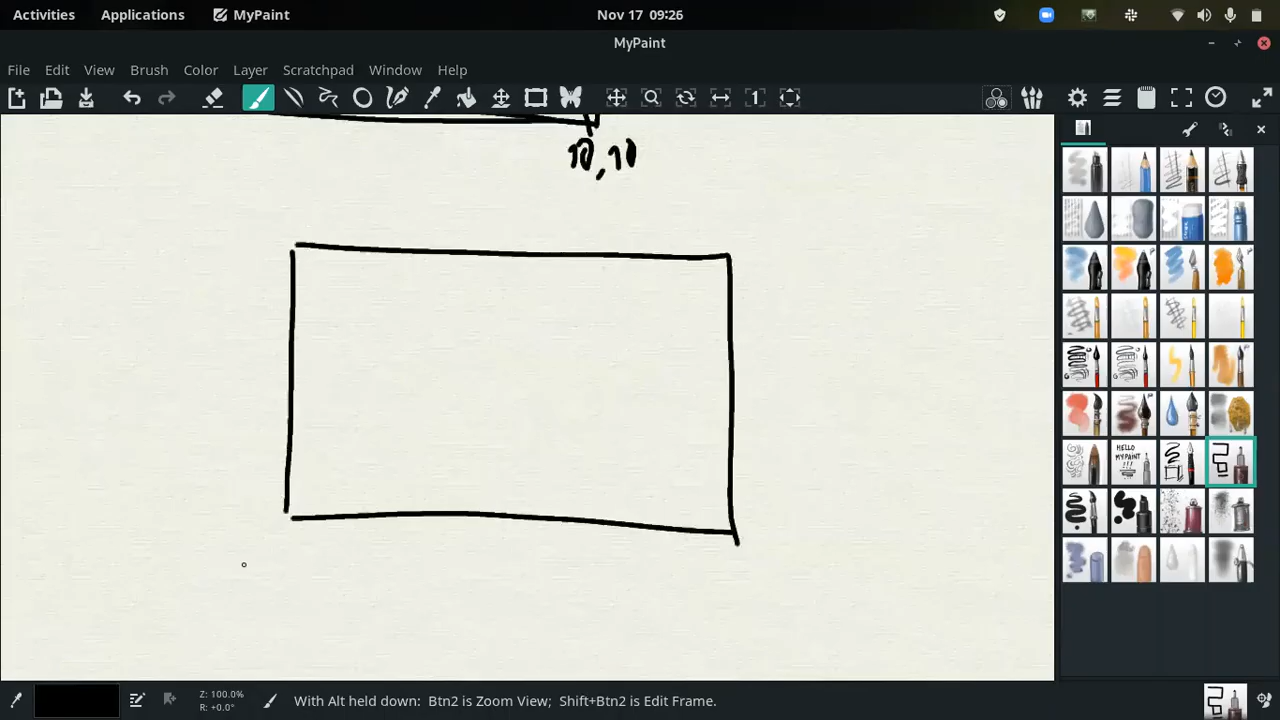 Activities Applications MyPaint Nov 17 09:26
MyPaint
File Edit View Brush Color Layer Scratchpad Window Help
10,10
HELLO
MYPAINT
!!!
Z: 100.0%
R: +0.0°
With Alt held down: Btn2 is Zoom View; Shift+Btn2 is Edit Frame.